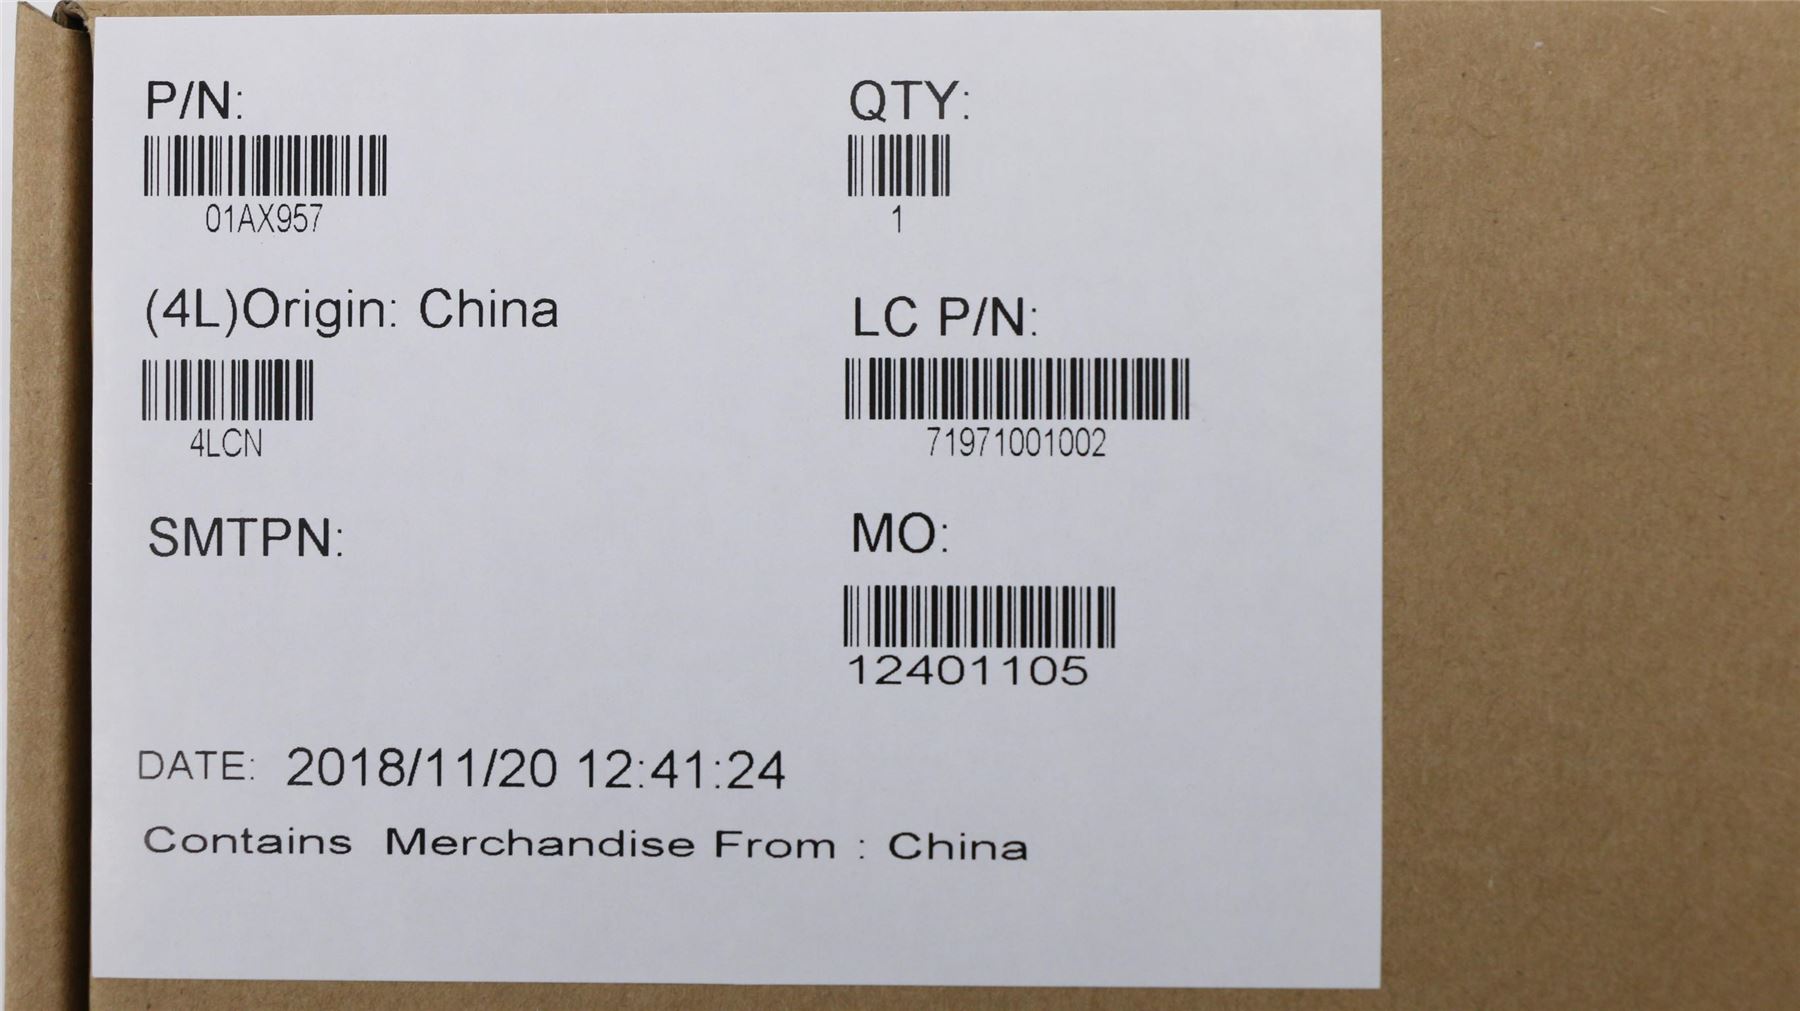 P/N:
01AX957
QTY:
1
(4L)Origin: China
4LCN
LC P/N:
71971001002
SMTPN:
MO:
12401105
DATE: 2018/11/20 12:41:24
Contains Merchandise From : China